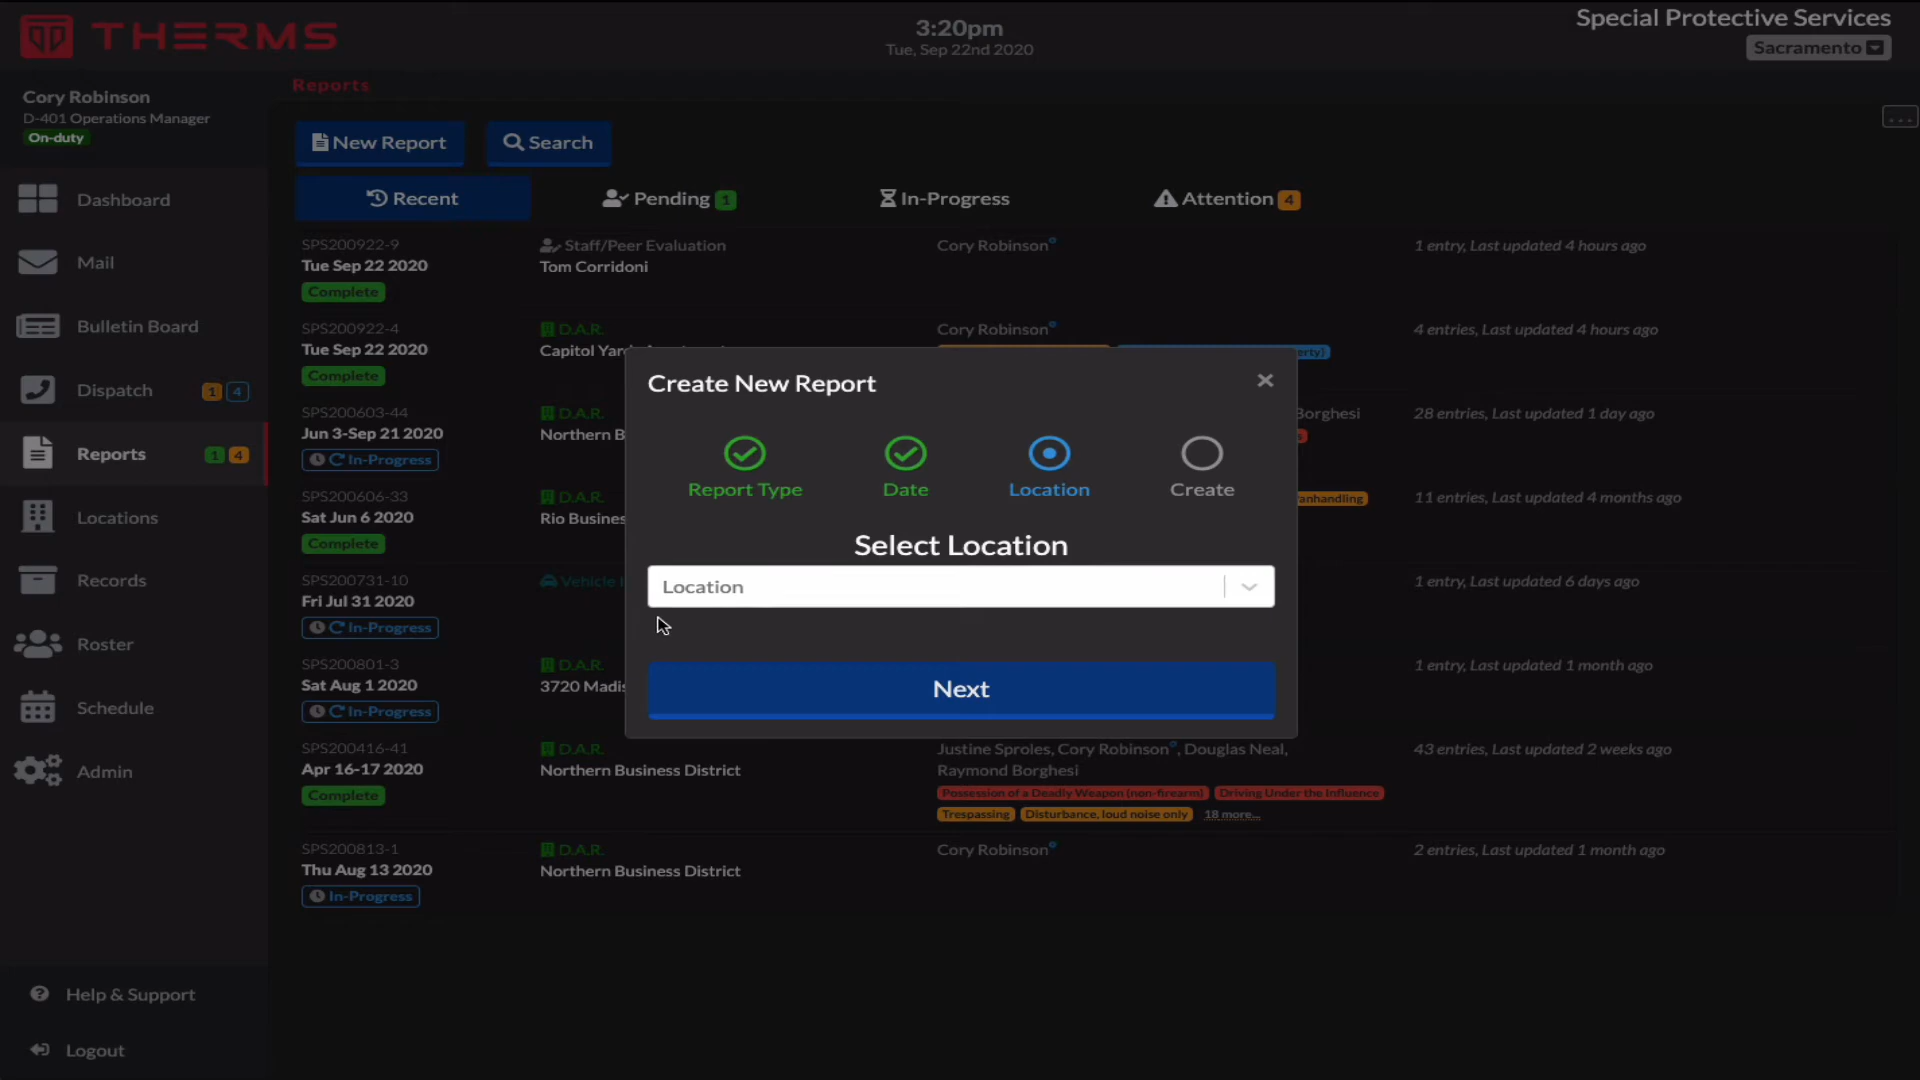 THERMS
3:20pm
Tue, Sep 22nd 2020
Special Protective Services
Sacramento
Cory Robinson
D-401 Operations Manager
On-duty
Dashboard
Mail
Bulletin Board
Dispatch 1 4
Reports 1 4
Locations
Records
Roster
Schedule
Admin
Help & Support
Logout
Reports
...
New Report
Search
Recent
Pending 1
In-Progress
Attention 4
SPS200922-9
Tue Sep 22 2020
Complete
Staff/Peer Evaluation
Tom Corridoni
Cory Robinson
1 entry, Last updated 4 hours ago
SPS200922-4
Tue Sep 22 2020
Complete
D.A.R.
Capitol
Cory Robinson
erty)
4 entries, Last updated 4 hours ago
SPS200603-44
Jun 3-Sep 21 2020
In-Progress
D.A.R.
Northern B
Borghesi
28 entries, Last updated 1 day ago
SPS200606-33
Sat Jun 6 2020
Complete
D.A.R.
Rio Busines
anhandling
11 entries, Last updated 4 months ago
SPS200731-10
Fri Jul 31 2020
In-Progress
Vehicle
1 entry, Last updated 6 days ago
SPS200801-3
Sat Aug 1 2020
In-Progress
D.A.R.
3720 Madis
1 entry, Last updated 1 month ago
SPS200416-41
Apr 16-17 2020
Complete
D.A.R.
Northern Business District
Justine Sproles, Cory Robinson, Douglas Neal,
Raymond Borghesi
Possession of a Deadly Weapon (non-firearm) Driving Under the Influence
Trespassing Disturbance, loud noise only 18 more...
43 entries, Last updated 2 weeks ago
SPS200813-1
Thu Aug 13 2020
In-Progress
D.A.R.
Northern Business District
Cory Robinson
2 entries, Last updated 1 month ago
Create New Report
×
Report Type
Date
Location
Create
Select Location
Location
Next